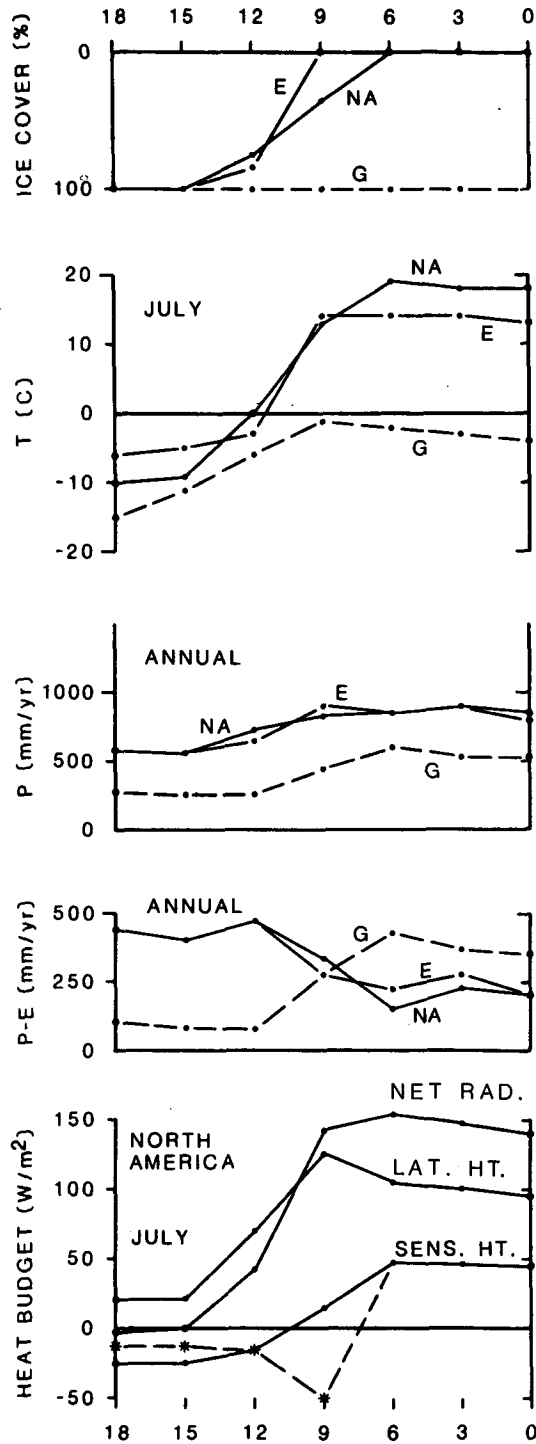 18 15 12 9 6 3 0
ICE COVER (%)
0
100
E
NA
G
T (C)
20
10
0
-10
-20
JULY
NA
E
G
P (mm/yr)
1000
500
0
ANNUAL
NA
E
G
P-E (mm/yr)
500
250
0
ANNUAL
G
E
NA
HEAT BUDGET (W/m²)
150
100
50
0
-50
NORTH
AMERICA
JULY
NET RAD.
LAT. HT.
SENS. HT.
18 15 12 9 6 3 0